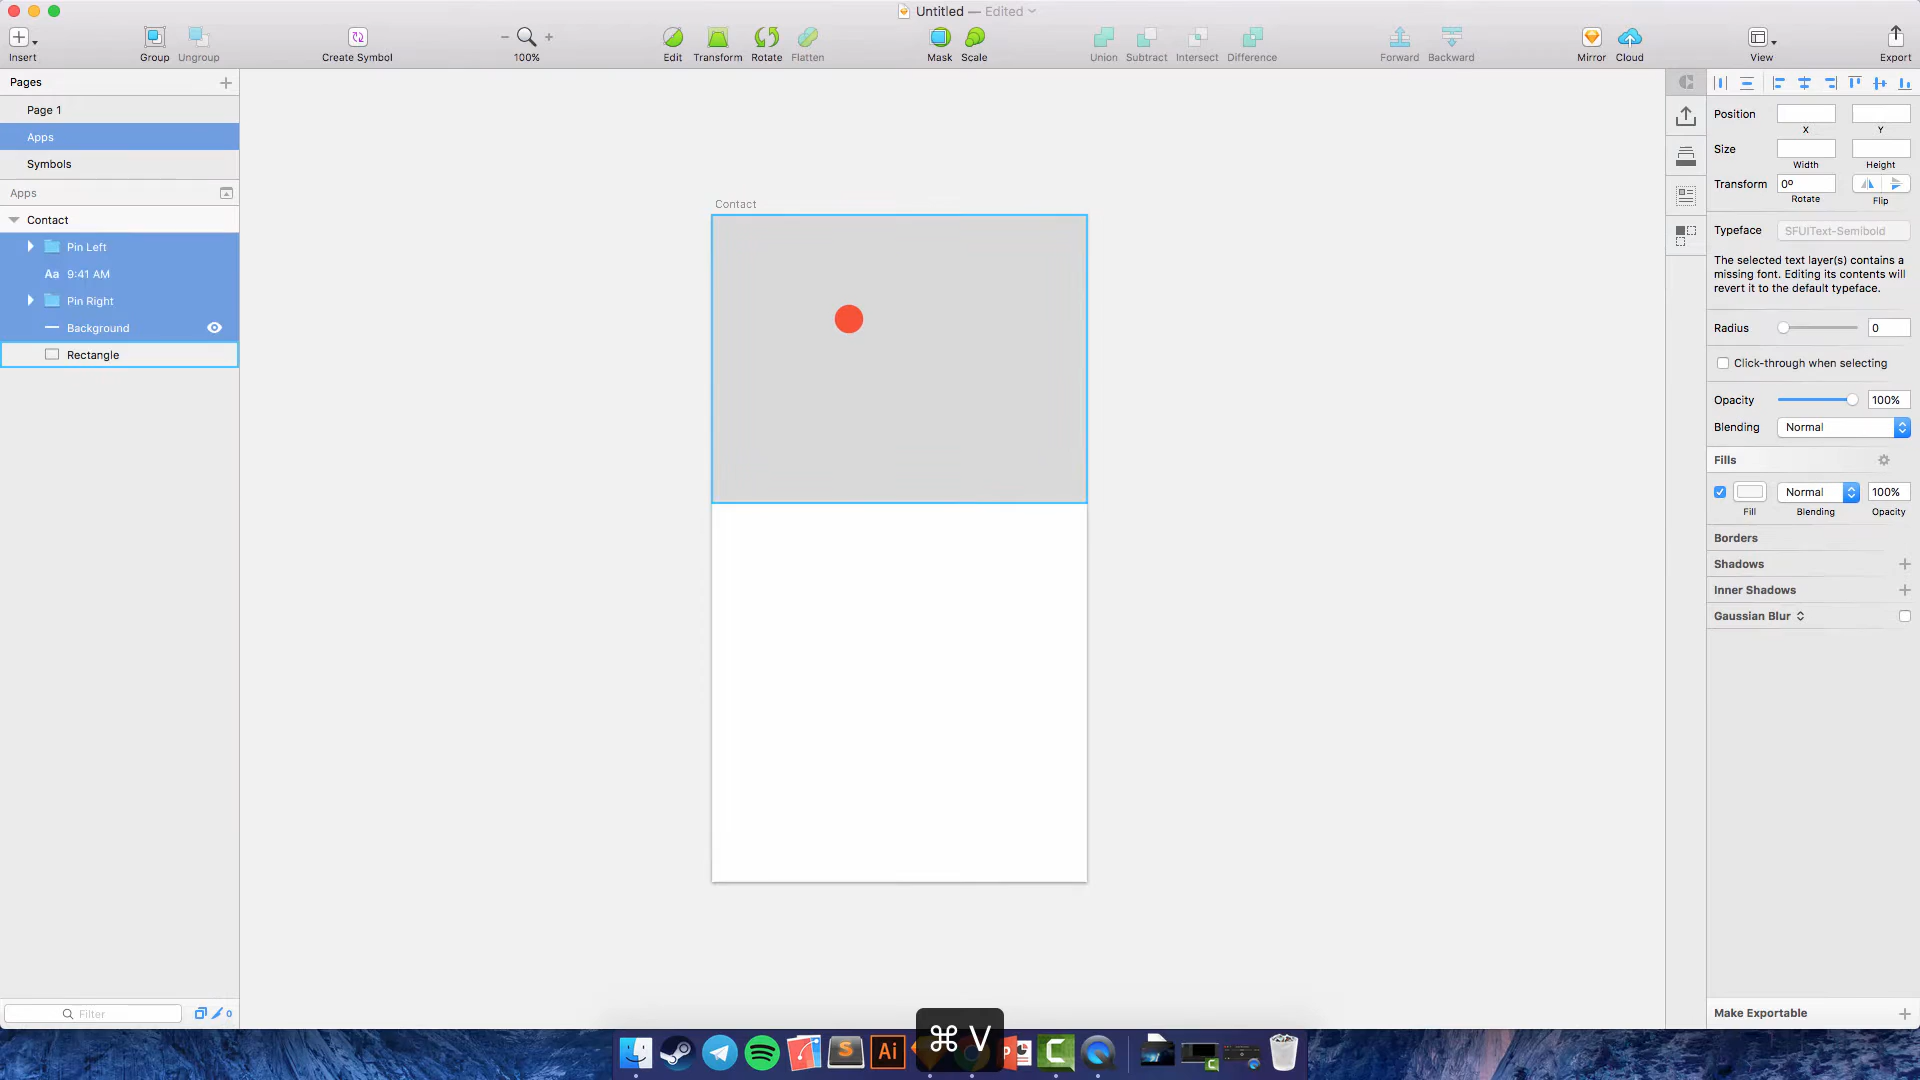 Untitled — Edited
Insert
Group
Ungroup
Create Symbol
100%
Edit
Transform
Rotate
Flatten
Mask
Scale
Union
Subtract
Intersect
Difference
Forward
Backward
Mirror
Cloud
View
Export
Pages
Page 1
Apps
Symbols
Apps
Contact
Pin Left
Aa 9:41 AM
Pin Right
Background
Rectangle
Filter
0
Contact
Position
X
Y
Size
Width
Height
Transform
0º
Rotate
Flip
Typeface
SFUIText-Semibold
The selected text layer(s) contains a
missing font. Editing its contents will
revert it to the default typeface.
Radius
0
Click-through when selecting
Opacity
100%
Blending
Normal
Fills
Normal
100%
Fill
Blending
Opacity
Borders
Shadows
Inner Shadows
Gaussian Blur
Make Exportable
⌘ V
S
Ai
P
C